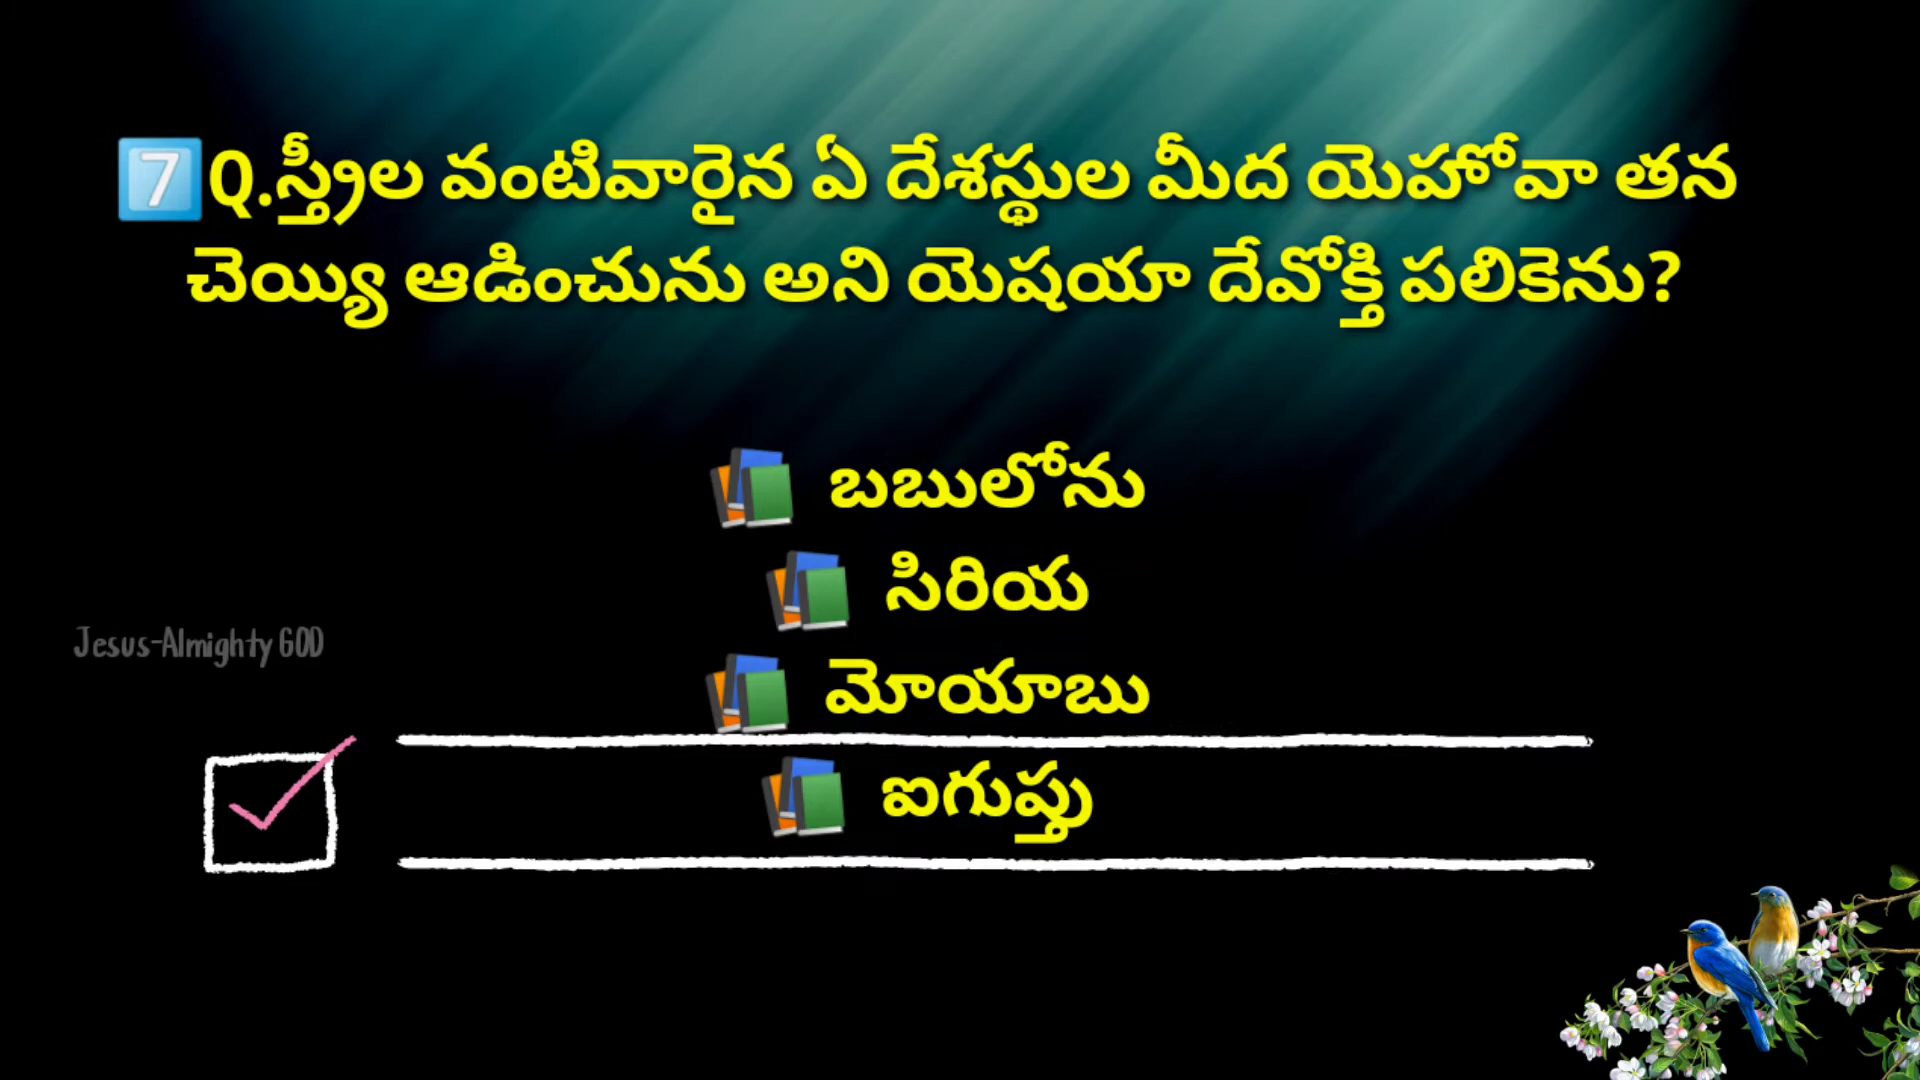 7 Q.స్త్రీల వంటివారైన ఏ దేశస్థుల మీద యెహోవా తన
చెయ్యి ఆడించును అని యెషయా దేవోక్తి పలికెను?
బబులోను
సిరియ
మోయాబు
Jesus-Almighty GOD
ఐగుప్తు